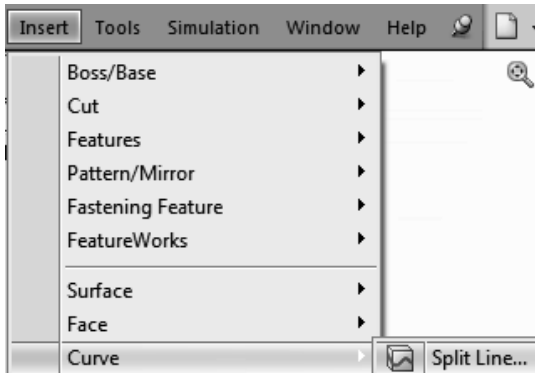 Insert Tools Simulation Window Help
Boss/Base
Cut
Features
Pattern/Mirror
Fastening Feature
FeatureWorks
Surface
Face
Curve Split Line...